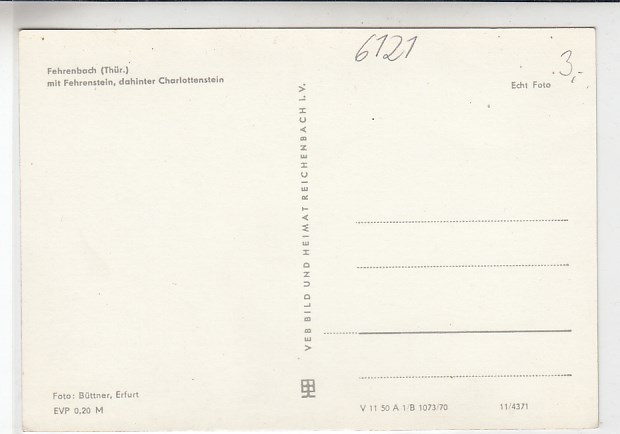 6121
3,-
Fehrenbach (Thür.)
mit Fehrenstein, dahinter Charlottenstein
Echt Foto
VEB BILD UND HEIMAT REICHENBACH I. V.
Foto: Büttner, Erfurt
EVP 0,20 M
V 11 50 A 1/B 1073/70
11/4371